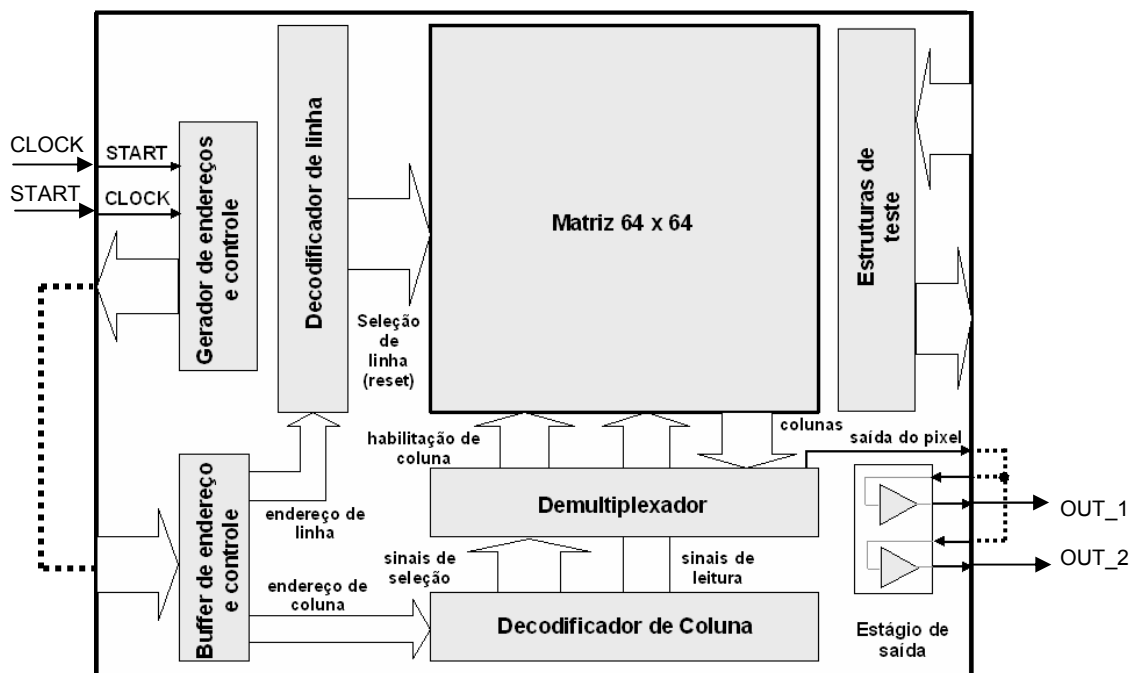 CLOCK
START
START
CLOCK
Gerador de endereços
e controle
Decodificador de linha
Matriz 64 x 64
Estruturas de
teste
Seleção
de
linha
(reset)
habilitação de
coluna
colunas
saída do pixel
Buffer de endereço
e controle
endereço de
linha
Demultiplexador
OUT_1
OUT_2
sinais de
seleção
sinais de
leitura
endereço de
coluna
Decodificador de Coluna
Estágio de
saída